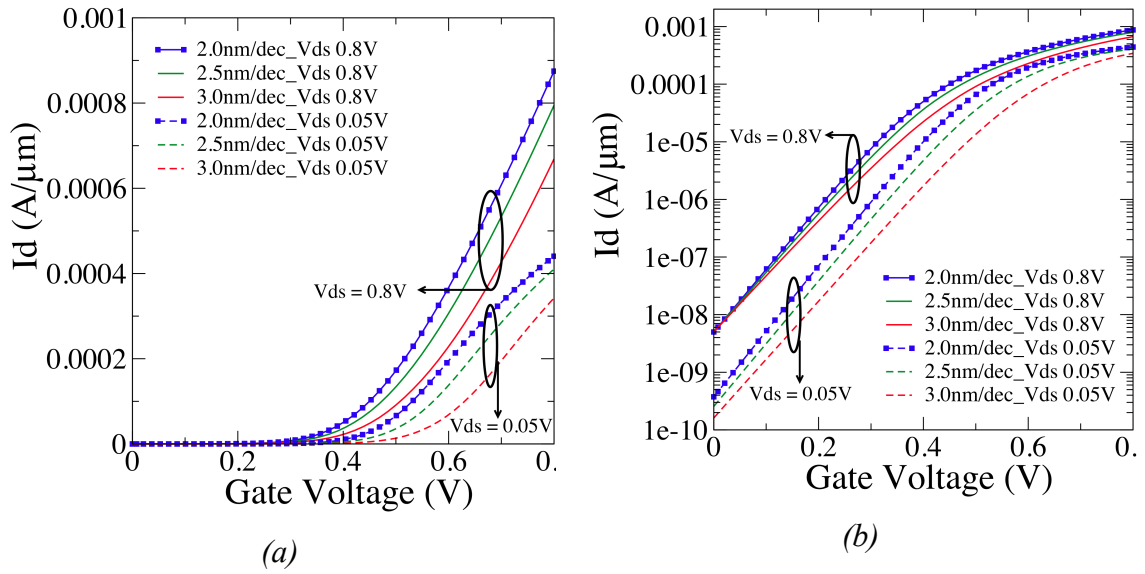 0.001
0.0008
0.0006
0.0004
0.0002
0
Id (A/μm)
2.0nm/dec_Vds 0.8V
2.5nm/dec_Vds 0.8V
3.0nm/dec_Vds 0.8V
2.0nm/dec_Vds 0.05V
2.5nm/dec_Vds 0.05V
3.0nm/dec_Vds 0.05V
Vds = 0.8V
Vds = 0.05V
0 0.2 0.4 0.6 0.
Gate Voltage (V)
(a)
0.001
0.0001
1e-05
1e-06
1e-07
1e-08
1e-09
1e-10
Id (A/μm)
Vds = 0.8V
2.0nm/dec_Vds 0.8V
2.5nm/dec_Vds 0.8V
3.0nm/dec_Vds 0.8V
2.0nm/dec_Vds 0.05V
2.5nm/dec_Vds 0.05V
3.0nm/dec_Vds 0.05V
Vds = 0.05V
0 0.2 0.4 0.6 0.
Gate Voltage (V)
(b)